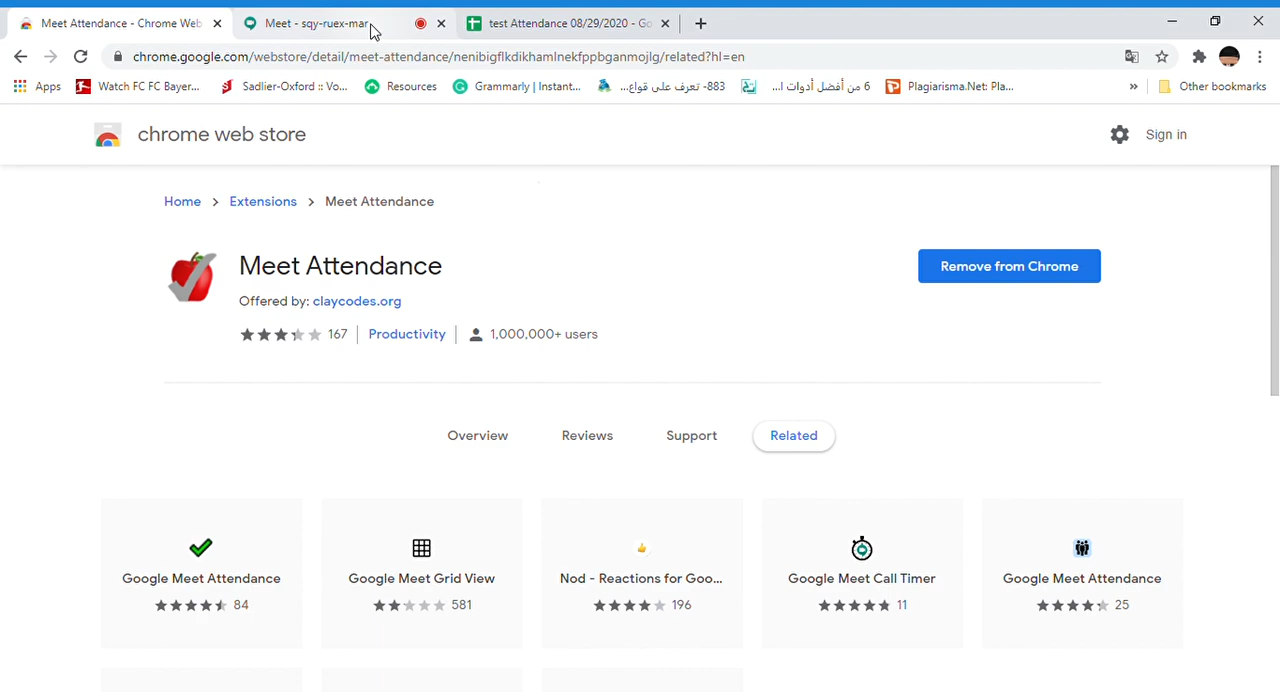 Meet Attendance - Chrome Web
Meet - sqy-ruex-mar
test Attendance 08/29/2020 - Go
chrome.google.com/webstore/detail/meet-attendance/nenibigflkdikhamlnekfppbganmojlg/related?hl=en
Apps
Watch FC FC Bayer...
Sadlier-Oxford :: Vo...
Resources
Grammarly | Instant...
883- تعرف على قواع...
6 من أفضل أدوات ا...
Plagiarisma.Net: Pla...
»
Other bookmarks
chrome web store
Sign in
Home > Extensions > Meet Attendance
Meet Attendance
Remove from Chrome
Offered by: claycodes.org
167
Productivity
1,000,000+ users
Overview
Reviews
Support
Related
Google Meet Attendance
Google Meet Grid View
Nod - Reactions for Goo...
Google Meet Call Timer
Google Meet Attendance
84
581
196
11
25